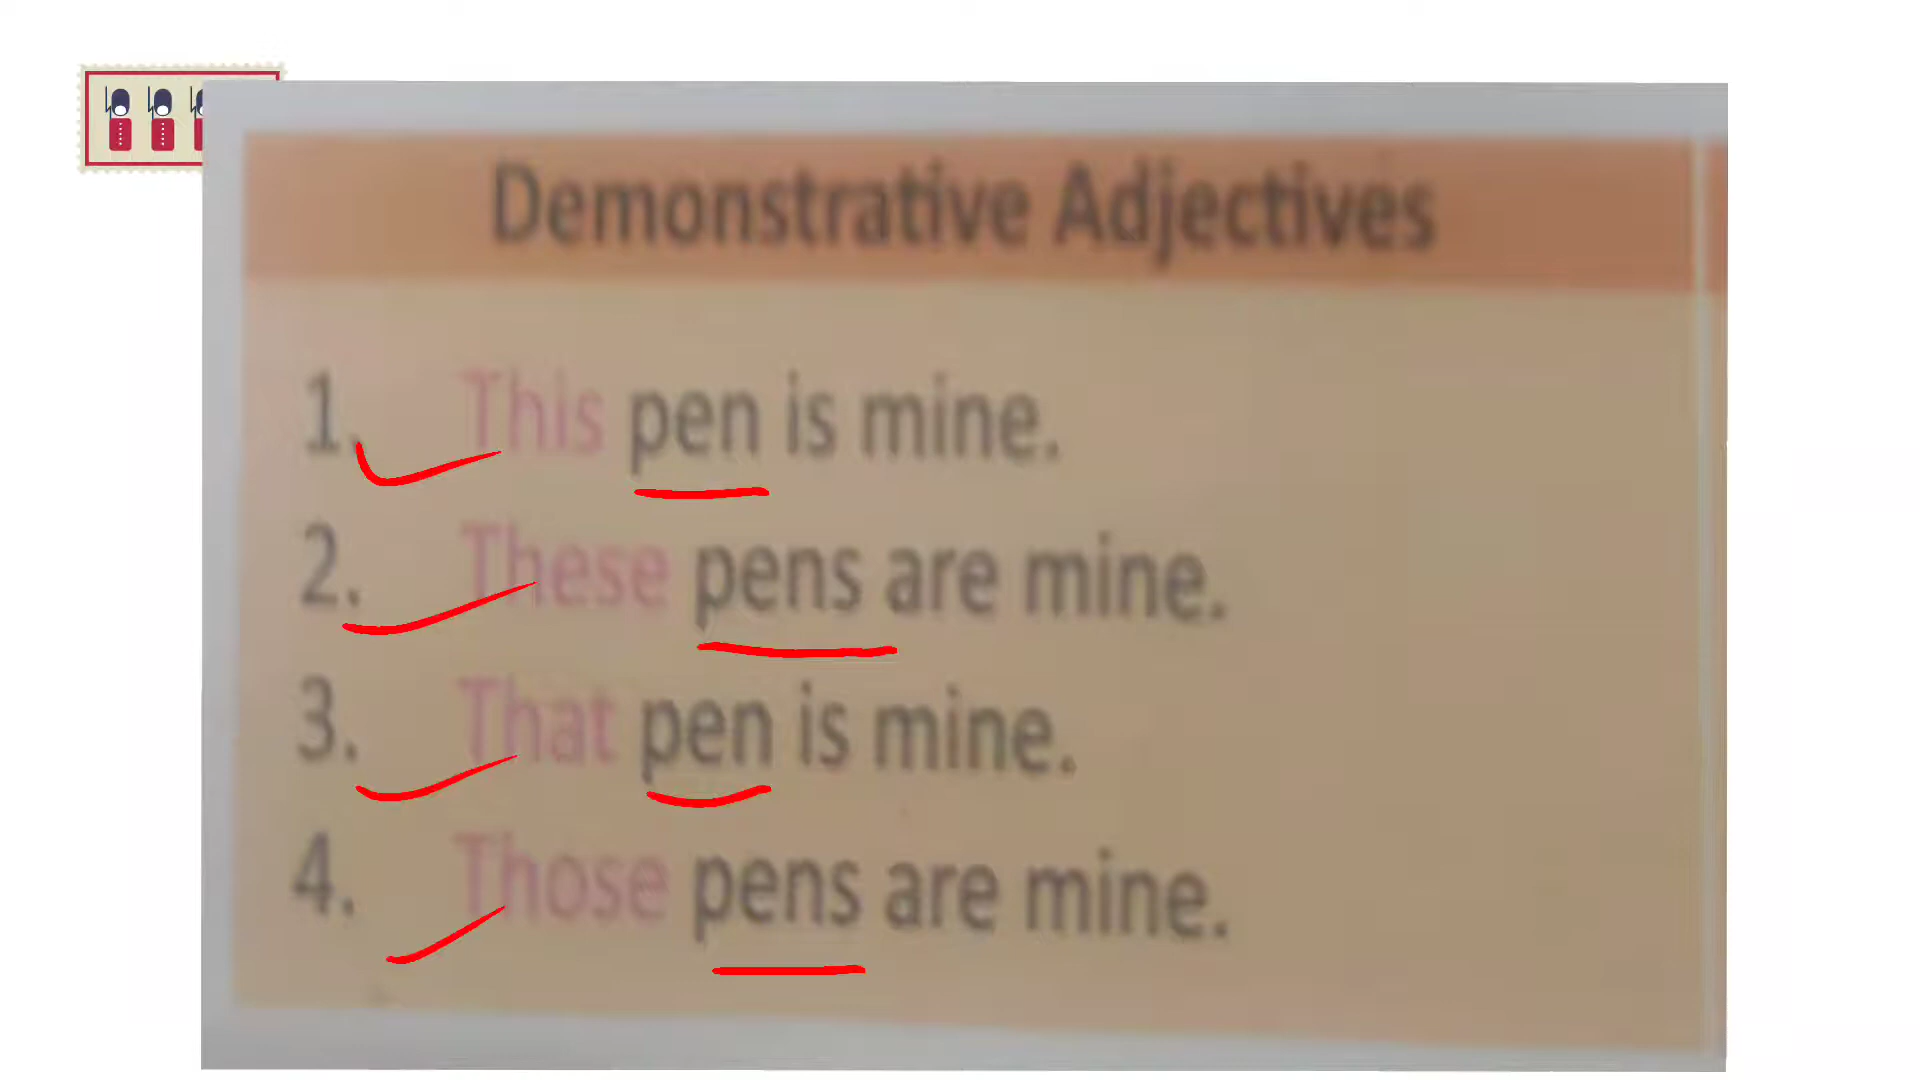 Demonstrative Adjectives
1. This pen is mine.
2. These pens are mine.
3. That pen is mine.
4. Those pens are mine.